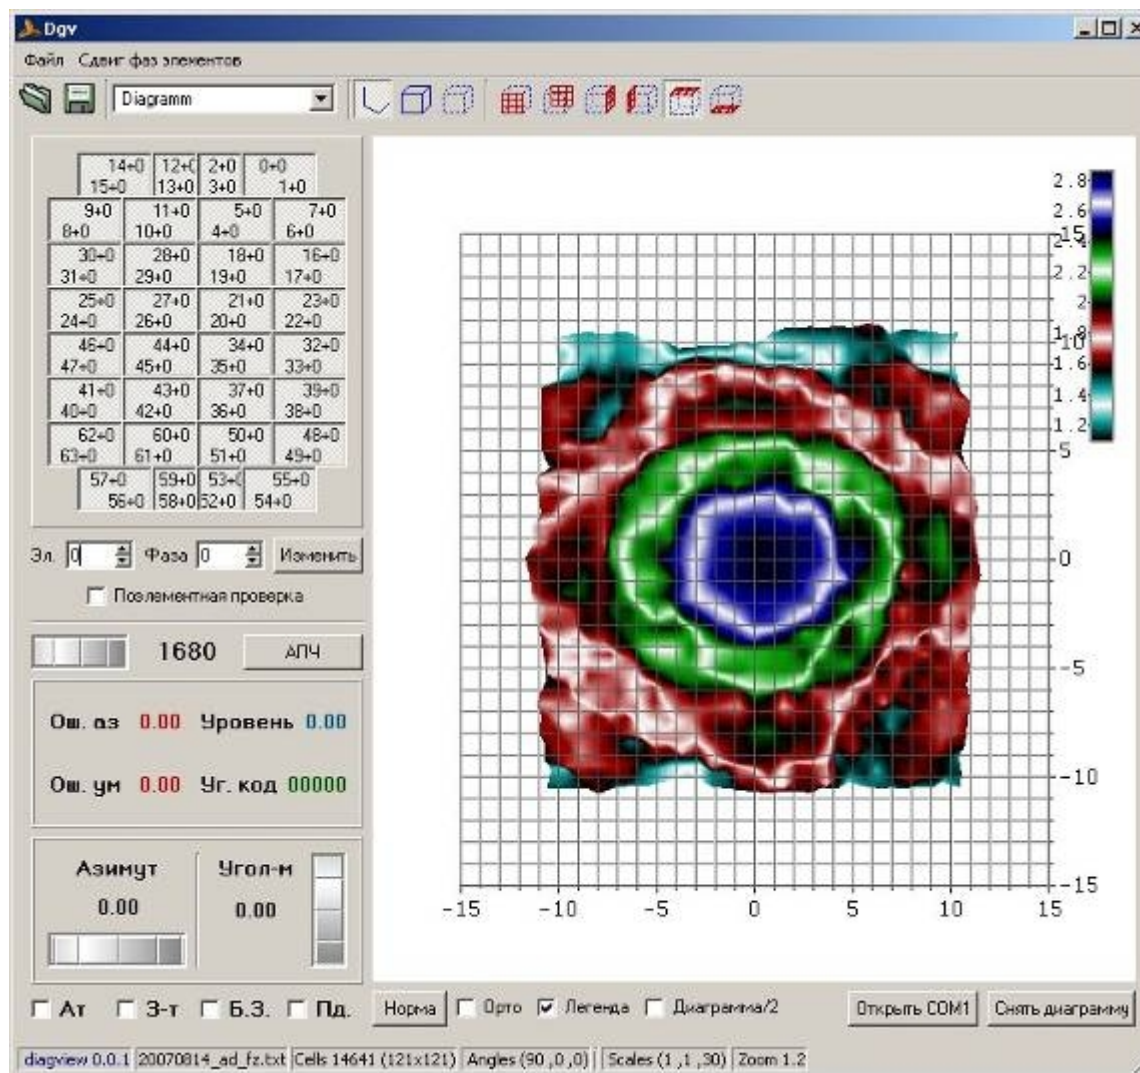 Dgv
Файл Сдвиг фаз элементов
Diagramm
14+0 12+0 2+0 0+0
15+0 13+0 3+0 1+0
9+0 11+0 5+0 7+0
8+0 10+0 4+0 6+0
30+0 28+0 18+0 16+0
31+0 29+0 19+0 17+0
25+0 27+0 21+0 23+0
24+0 26+0 20+0 22+0
46+0 44+0 34+0 32+0
47+0 45+0 35+0 33+0
41+0 43+0 37+0 39+0
40+0 42+0 36+0 38+0
62+0 60+0 50+0 48+0
63+0 61+0 51+0 49+0
57+0 59+0 53+0 55+0
56+0 58+0 52+0 54+0
Эл. 0 Фаза 0 Изменить
Поэлементная проверка
1680 АПЧ
Ош. аз 0.00 Уровень 0.00
Ош. ум 0.00 Уг. код 00000
Азимут Угол-м
0.00 0.00
Ат З-т Б.З. Пд.
2.8
2.6
2.4
15
2.2
2
1.8
10
1.6
1.4
1.2
5
0
-5
-10
-15
-15 -10 -5 0 5 10 15
Норма Орто Легенда Диаграмма/2 Открыть COM1 Снять диаграмму
diagview 0.0.1 20070814_ad_fz.txt Cells 14641 (121x121) Angles (90 ,0 ,0) Scales (1 ,1 ,30) Zoom 1.2